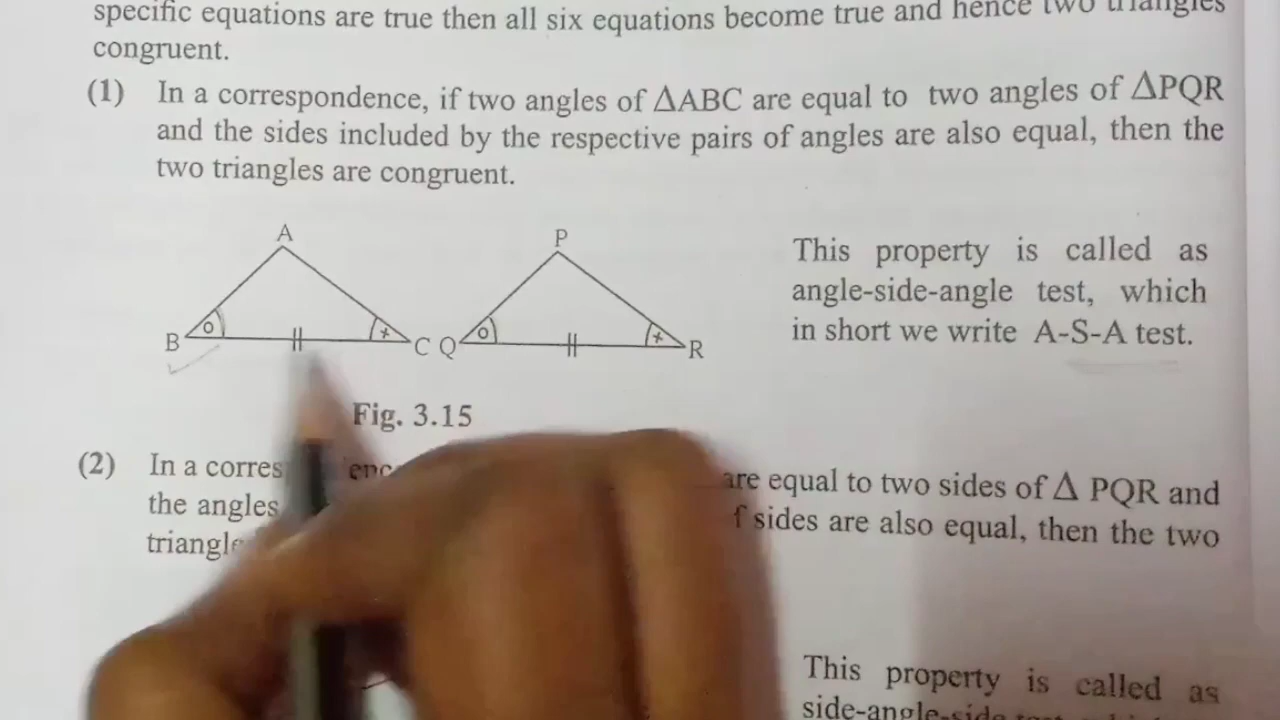 specific equations are true then all six equations become true and hence two triangles
congruent.
(1) In a correspondence, if two angles of ΔABC are equal to two angles of ΔPQR
and the sides included by the respective pairs of angles are also equal, then the
two triangles are congruent.
A
P
B
C
Q
R
This property is called as
angle-side-angle test, which
in short we write A-S-A test.
Fig. 3.15
(2) In a are equal to two sides of Δ PQR and
the angles sides are also equal, then the two
This property is called as
side-angle-side